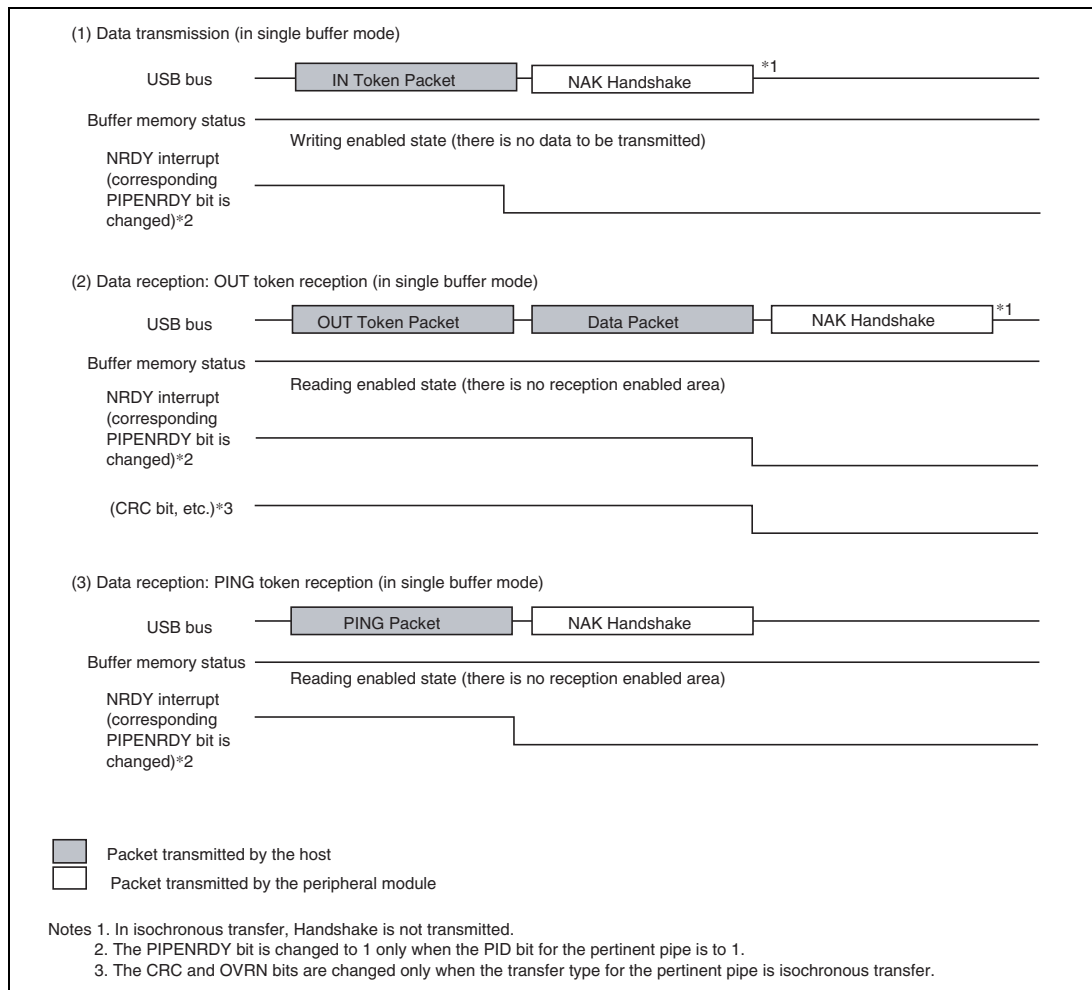 (1) Data transmission (in single buffer mode)
USB bus
IN Token Packet
NAK Handshake
*1
Buffer memory status
Writing enabled state (there is no data to be transmitted)
NRDY interrupt
(corresponding
PIPENRDY bit is
changed)*2
(2) Data reception: OUT token reception (in single buffer mode)
USB bus
OUT Token Packet
Data Packet
NAK Handshake
*1
Buffer memory status
Reading enabled state (there is no reception enabled area)
NRDY interrupt
(corresponding
PIPENRDY bit is
changed)*2
(CRC bit, etc.)*3
(3) Data reception: PING token reception (in single buffer mode)
USB bus
PING Packet
NAK Handshake
Buffer memory status
Reading enabled state (there is no reception enabled area)
NRDY interrupt
(corresponding
PIPENRDY bit is
changed)*2
Packet transmitted by the host
Packet transmitted by the peripheral module
Notes 1. In isochronous transfer, Handshake is not transmitted.
2. The PIPENRDY bit is changed to 1 only when the PID bit for the pertinent pipe is to 1.
3. The CRC and OVRN bits are changed only when the transfer type for the pertinent pipe is isochronous transfer.